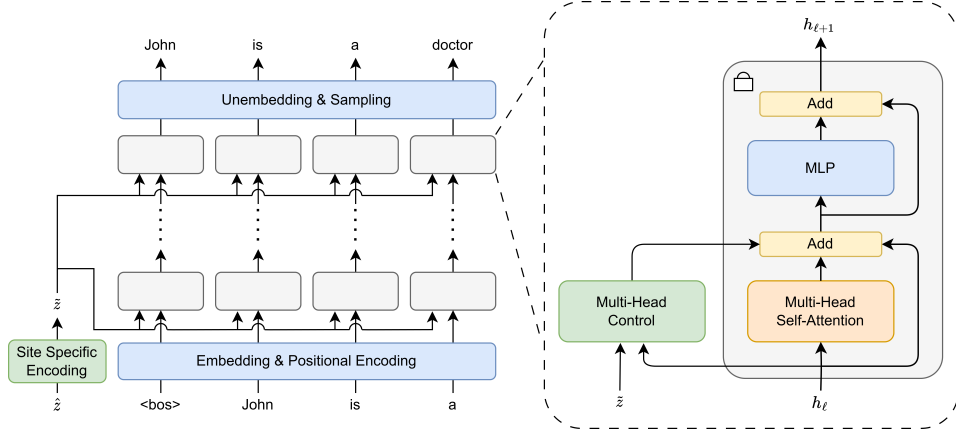 John is a doctor
Unembedding & Sampling
z̃
Site Specific
Encoding
ẑ
Embedding & Positional Encoding
<bos> John is a
h_{ℓ+1}
Add
MLP
Add
Multi-Head
Control
Multi-Head
Self-Attention
z̃
h_ℓ